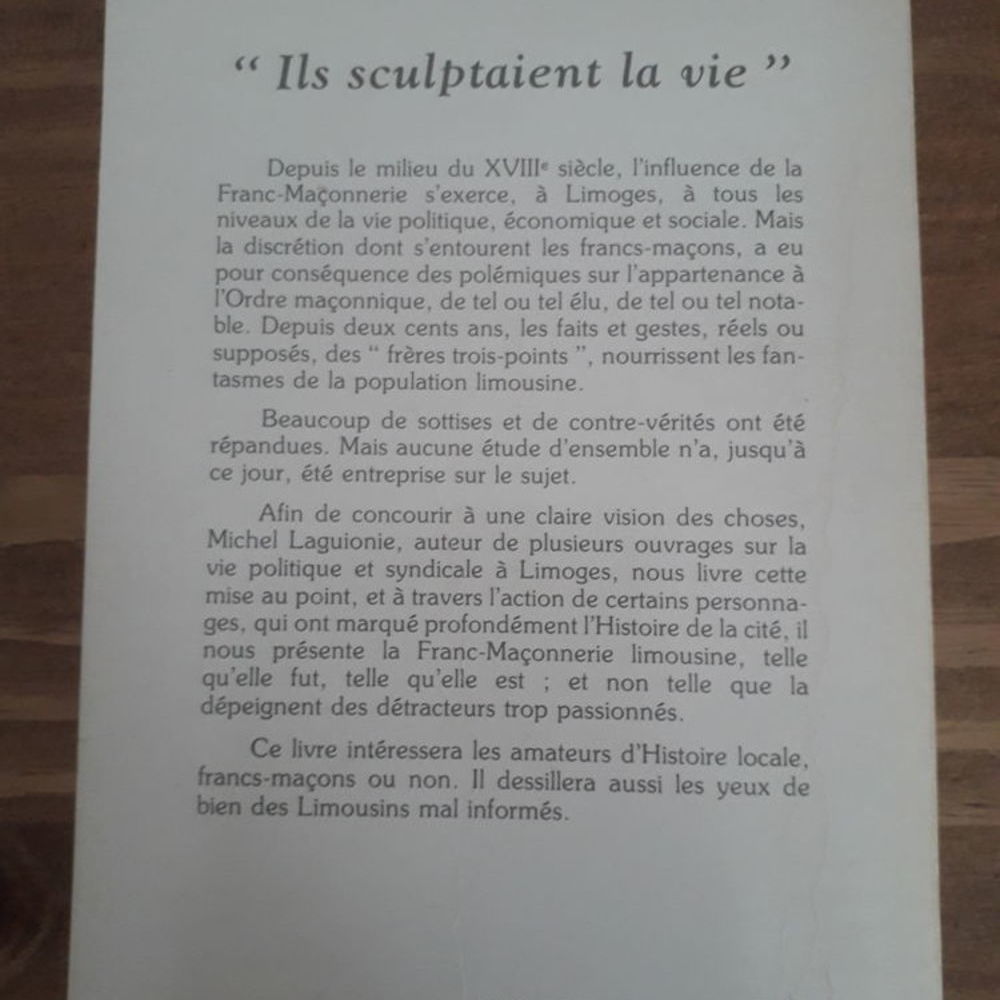 “ Ils sculptaient la vie ”
Depuis le milieu du XVIIIᵉ siècle, l'influence de la
Franc-Maçonnerie s'exerce, à Limoges, à tous les
niveaux de la vie politique, économique et sociale. Mais
la discrétion dont s'entourent les francs-maçons, a eu
pour conséquence des polémiques sur l'appartenance à
l'Ordre maçonnique, de tel ou tel élu, de tel ou tel nota-
ble. Depuis deux cents ans, les faits et gestes, réels ou
supposés, des “ frères trois-points ”, nourrissent les fan-
tasmes de la population limousine.
Beaucoup de sottises et de contre-vérités ont été
répandues. Mais aucune étude d'ensemble n'a, jusqu'à
ce jour, été entreprise sur le sujet.
Afin de concourir à une claire vision des choses,
Michel Laguionie, auteur de plusieurs ouvrages sur la
vie politique et syndicale à Limoges, nous livre cette
mise au point, et à travers l'action de certains personna-
ges, qui ont marqué profondément l'Histoire de la cité, il
nous présente la Franc-Maçonnerie limousine, telle
qu'elle fut, telle qu'elle est ; et non telle que la
dépeignent des détracteurs trop passionnés.
Ce livre intéressera les amateurs d'Histoire locale,
francs-maçons ou non. Il dessillera aussi les yeux de
bien des Limousins mal informés.